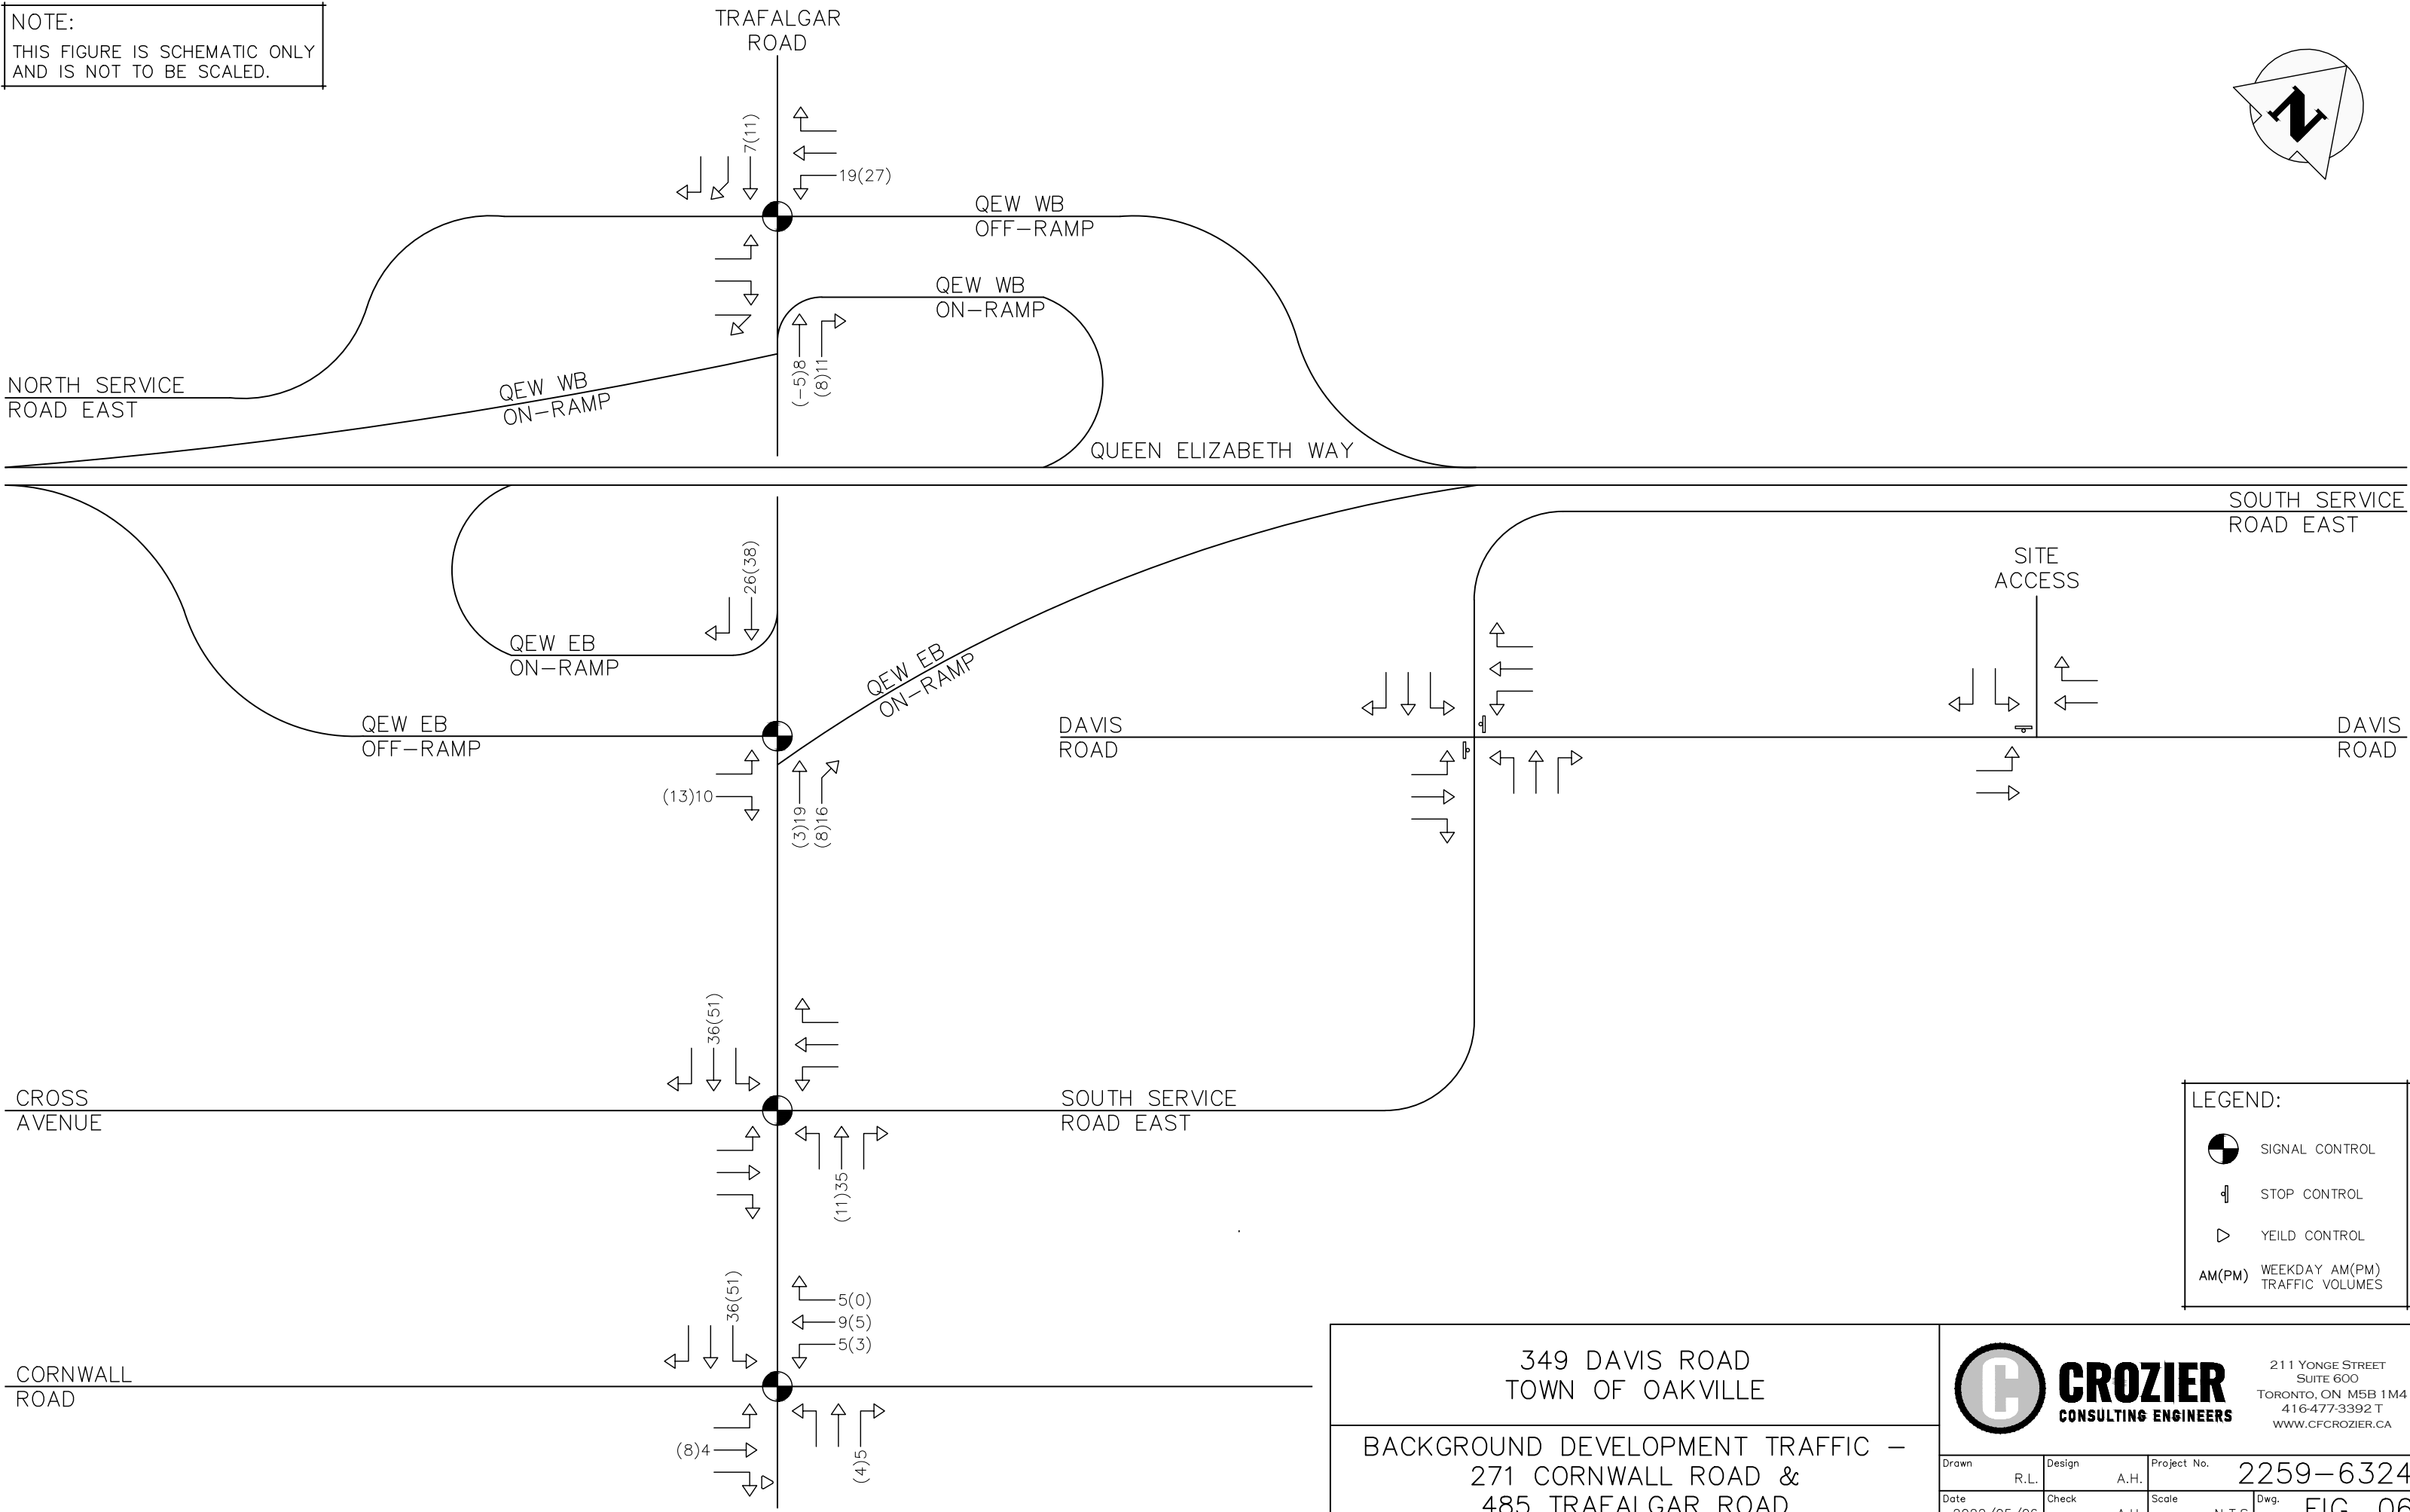 NOTE:
THIS FIGURE IS SCHEMATIC ONLY
AND IS NOT TO BE SCALED.
TRAFALGAR
ROAD
N
7(11)
19(27)
QEW WB
OFF-RAMP
QEW WB
ON-RAMP
(-5)8
(8)11
QEW WB
ON-RAMP
NORTH SERVICE
ROAD EAST
QUEEN ELIZABETH WAY
SOUTH SERVICE
ROAD EAST
SITE
ACCESS
26(38)
QEW EB
ON-RAMP
QEW EB
ON-RAMP
QEW EB
OFF-RAMP
DAVIS
ROAD
DAVIS
ROAD
(13)10
(3)19
(8)16
36(51)
CROSS
AVENUE
SOUTH SERVICE
ROAD EAST
(11)35
36(51)
5(0)
9(5)
5(3)
CORNWALL
ROAD
(8)4
(4)5
LEGEND:
SIGNAL CONTROL
STOP CONTROL
YEILD CONTROL
AM(PM) WEEKDAY AM(PM)
TRAFFIC VOLUMES
349 DAVIS ROAD
TOWN OF OAKVILLE
BACKGROUND DEVELOPMENT TRAFFIC -
271 CORNWALL ROAD &
485 TRAFALGAR ROAD
C CROZIER
CONSULTING ENGINEERS
211 YONGE STREET
SUITE 600
TORONTO, ON M5B 1M4
416-477-3392 T
WWW.CFCROZIER.CA
Drawn R.L.
Design A.H.
Project No. 2259-6324
Date
Check
Scale
Dwg. FIG. 06